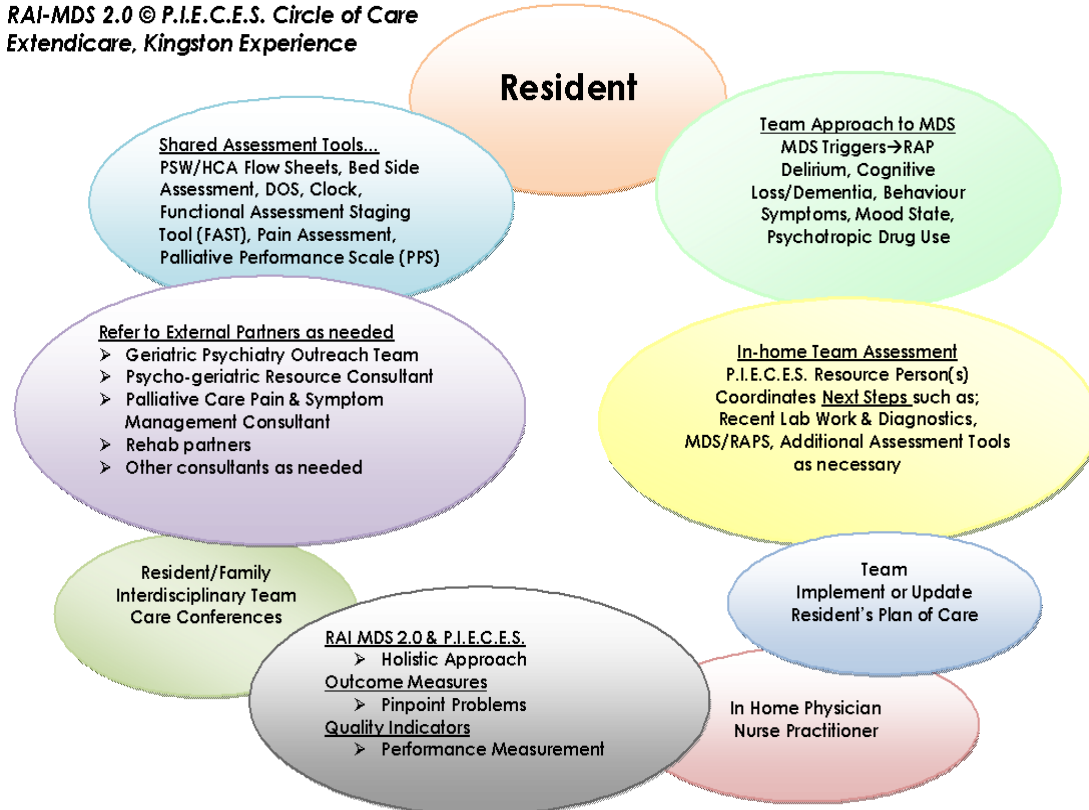 RAI-MDS 2.0 © P.I.E.C.E.S. Circle of Care
Extendicare, Kingston Experience
Resident
Team Approach to MDS
MDS Triggers→RAP
Delirium, Cognitive
Loss/Dementia, Behaviour
Symptoms, Mood State,
Psychotropic Drug Use
In-home Team Assessment
P.I.E.C.E.S. Resource Person(s)
Coordinates Next Steps such as;
Recent Lab Work & Diagnostics,
MDS/RAPS, Additional Assessment Tools
as necessary
Team
Implement or Update
Resident's Plan of Care
In Home Physician
Nurse Practitioner
RAI MDS 2.0 & P.I.E.C.E.S.
➢ Holistic Approach
Outcome Measures
➢ Pinpoint Problems
Quality Indicators
➢ Performance Measurement
Resident/Family
Interdisciplinary Team
Care Conferences
Refer to External Partners as needed
➢ Geriatric Psychiatry Outreach Team
➢ Psycho-geriatric Resource Consultant
➢ Palliative Care Pain & Symptom
Management Consultant
➢ Rehab partners
➢ Other consultants as needed
Shared Assessment Tools...
PSW/HCA Flow Sheets, Bed Side
Assessment, DOS, Clock,
Functional Assessment Staging
Tool (FAST), Pain Assessment,
Palliative Performance Scale (PPS)